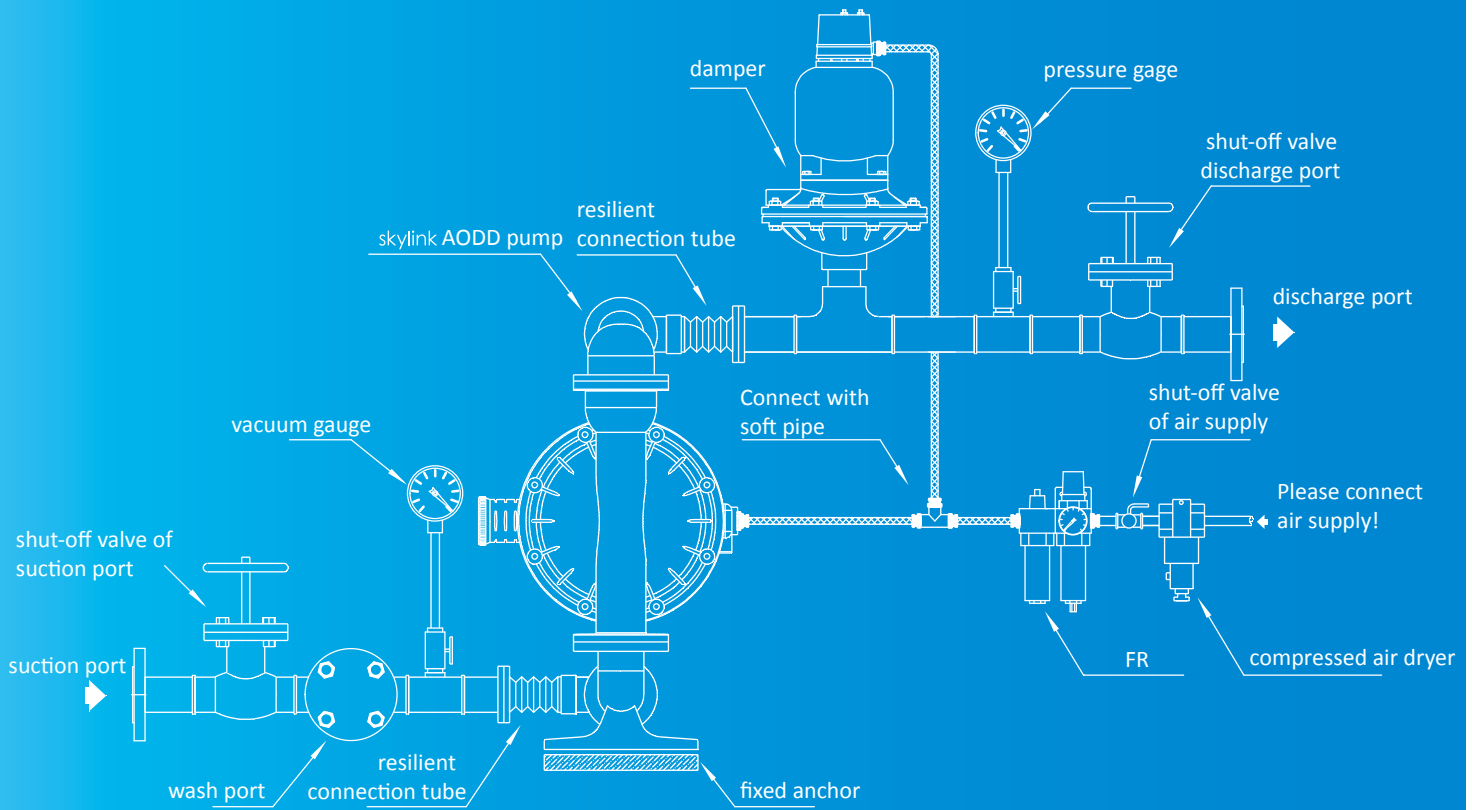 damper
pressure gage
shut-off valve
discharge port
resilient
connection tube
skylink AODD pump
discharge port
Connect with
soft pipe
shut-off valve
of air supply
vacuum gauge
Please connect
air supply!
shut-off valve of
suction port
suction port
FR
compressed air dryer
wash port
resilient
connection tube
fixed anchor